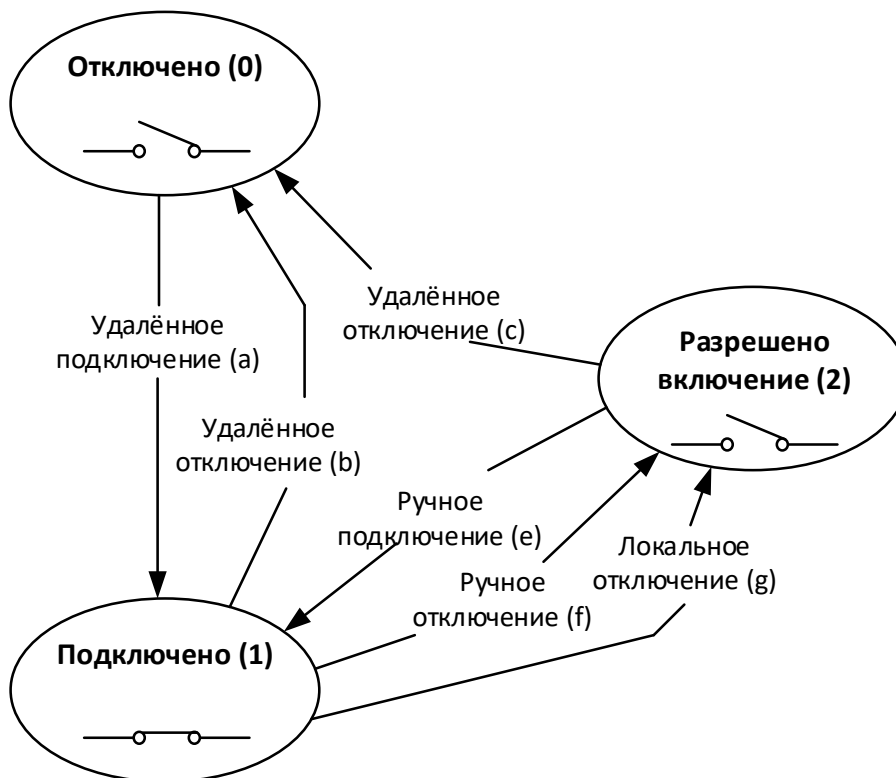 Отключено (0)
Удалённое
подключение (a)
Удалённое
отключение (b)
Удалённое
отключение (c)
Разрешено
включение (2)
Ручное
подключение (e)
Ручное
отключение (f)
Локальное
отключение (g)
Подключено (1)